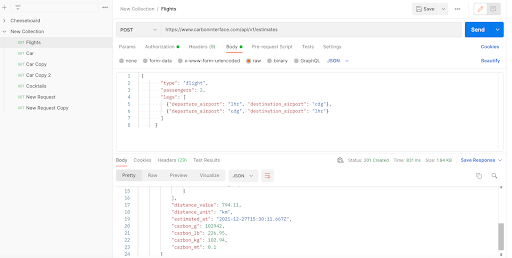 Cheeseboard
New Collection
GET Flights
GET Car
GET Car Copy
GET Car Copy 2
GET Cocktails
GET New Request
GET New Request Copy
New Collection / Flights
Save
POST https://www.carboninterface.com/api/v1/estimates Send
Params Authorization Headers (9) Body Pre-request Script Tests Settings Cookies
none form-data x-www-form-urlencoded raw binary GraphQL JSON Beautify
1 {
2 "type": "flight",
3 "passengers": 2,
4 "legs": [
5 {"departure_airport": "lhr", "destination_airport": "cdg"},
6 {"departure_airport": "cdg", "destination_airport": "lhr"}
7 ]
8 }
Body Cookies Headers (23) Test Results Status: 201 Created Time: 831 ms Size: 1.84 KB Save Response
Pretty Raw Preview Visualize JSON
15 }
16 ],
17 "distance_value": 794.11,
18 "distance_unit": "km",
19 "estimated_at": "2021-12-27T15:30:11.667Z",
20 "carbon_g": 102942,
21 "carbon_lb": 226.95,
22 "carbon_kg": 102.94,
23 "carbon_mt": 0.1
24 }